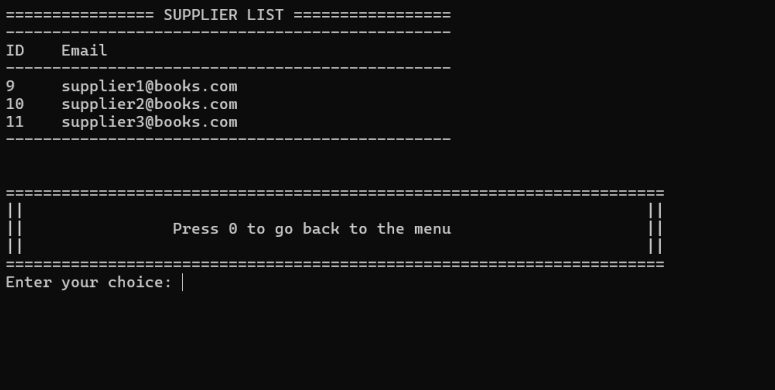 ================ SUPPLIER LIST =================
------------------------------------------------
ID    Email
------------------------------------------------
9     supplier1@books.com
10    supplier2@books.com
11    supplier3@books.com
------------------------------------------------
=======================================================================
||                                                                   ||
||                Press 0 to go back to the menu                     ||
||                                                                   ||
=======================================================================
Enter your choice: